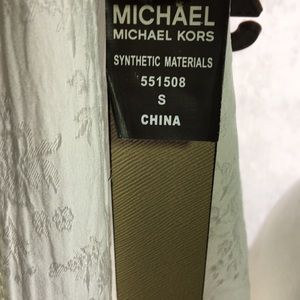 MICHAEL
MICHAEL KORS
SYNTHETIC MATERIALS
551508
S
CHINA